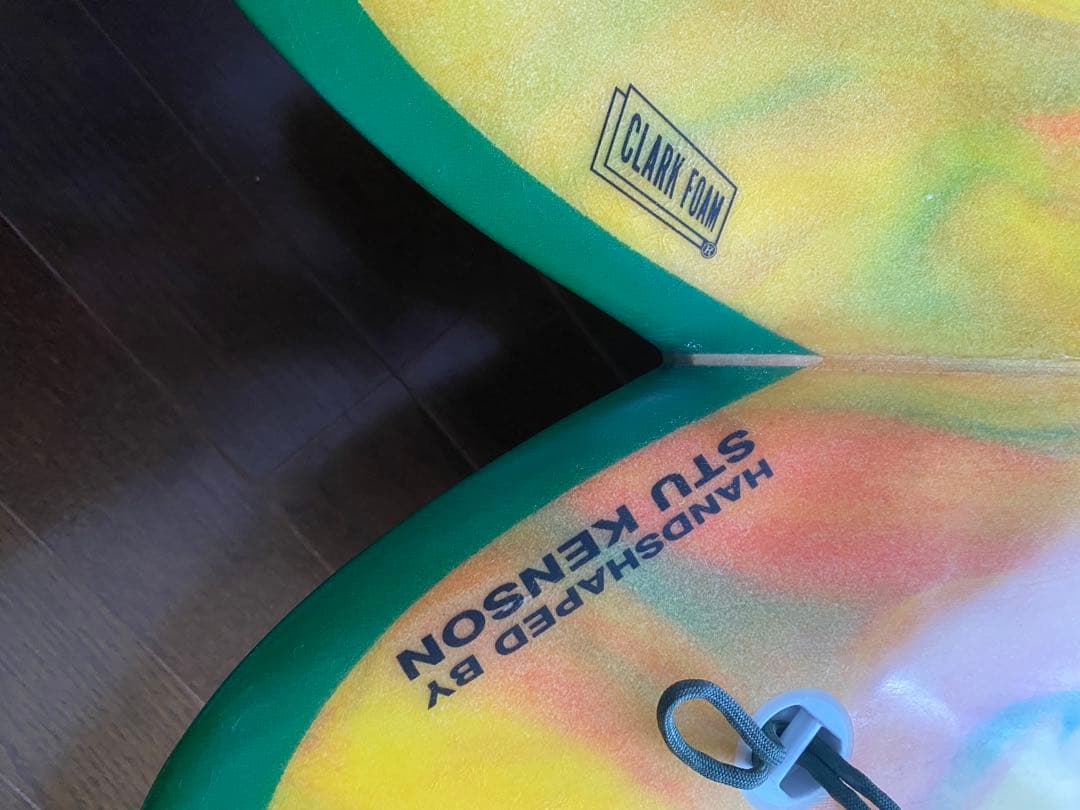 CLARK FOAM
®
HANDSHAPED BY
STU KENSON